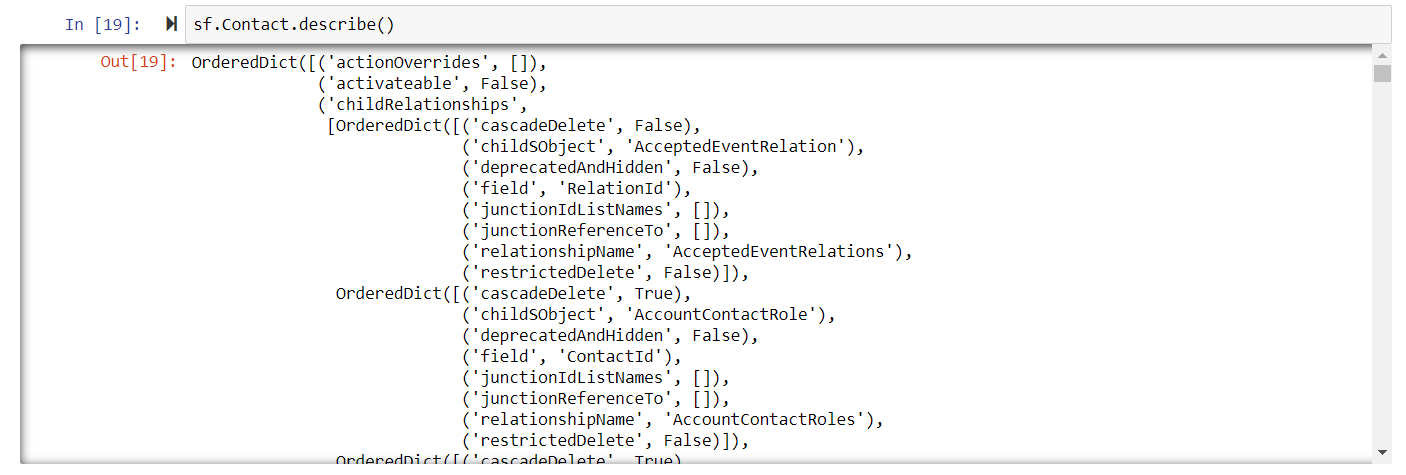 In [19]: sf.Contact.describe()
Out[19]: OrderedDict([('actionOverrides', []),
('activateable', False),
('childRelationships',
[OrderedDict([('cascadeDelete', False),
('childSObject', 'AcceptedEventRelation'),
('deprecatedAndHidden', False),
('field', 'RelationId'),
('junctionIdListNames', []),
('junctionReferenceTo', []),
('relationshipName', 'AcceptedEventRelations'),
('restrictedDelete', False)]),
OrderedDict([('cascadeDelete', True),
('childSObject', 'AccountContactRole'),
('deprecatedAndHidden', False),
('field', 'ContactId'),
('junctionIdListNames', []),
('junctionReferenceTo', []),
('relationshipName', 'AccountContactRoles'),
('restrictedDelete', False)]),
OrderedDict([('cascadeDelete', True)